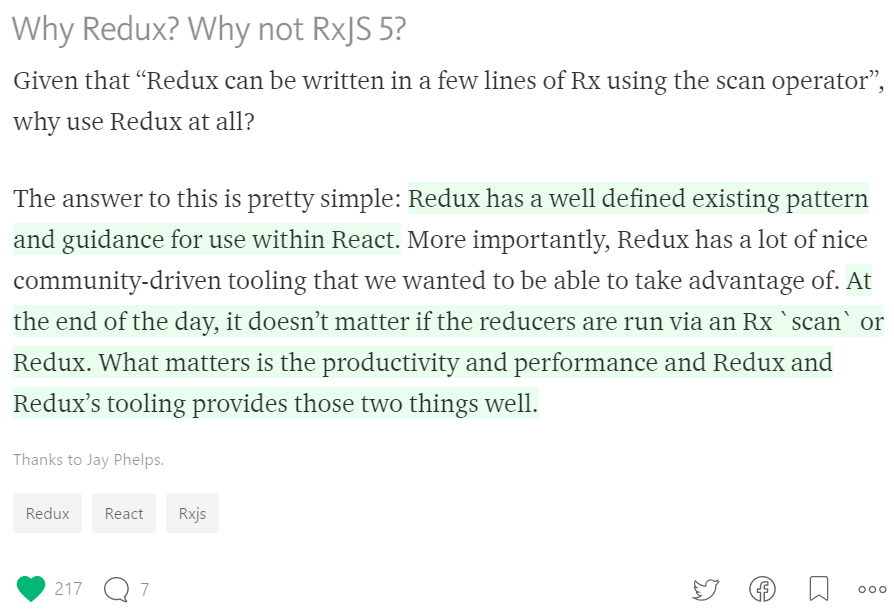 Why Redux? Why not RxJS 5?
Given that “Redux can be written in a few lines of Rx using the scan operator”,
why use Redux at all?
The answer to this is pretty simple: Redux has a well defined existing pattern
and guidance for use within React. More importantly, Redux has a lot of nice
community-driven tooling that we wanted to be able to take advantage of. At
the end of the day, it doesn’t matter if the reducers are run via an Rx `scan` or
Redux. What matters is the productivity and performance and Redux and
Redux’s tooling provides those two things well.
Thanks to Jay Phelps.
Redux React Rxjs
217 7